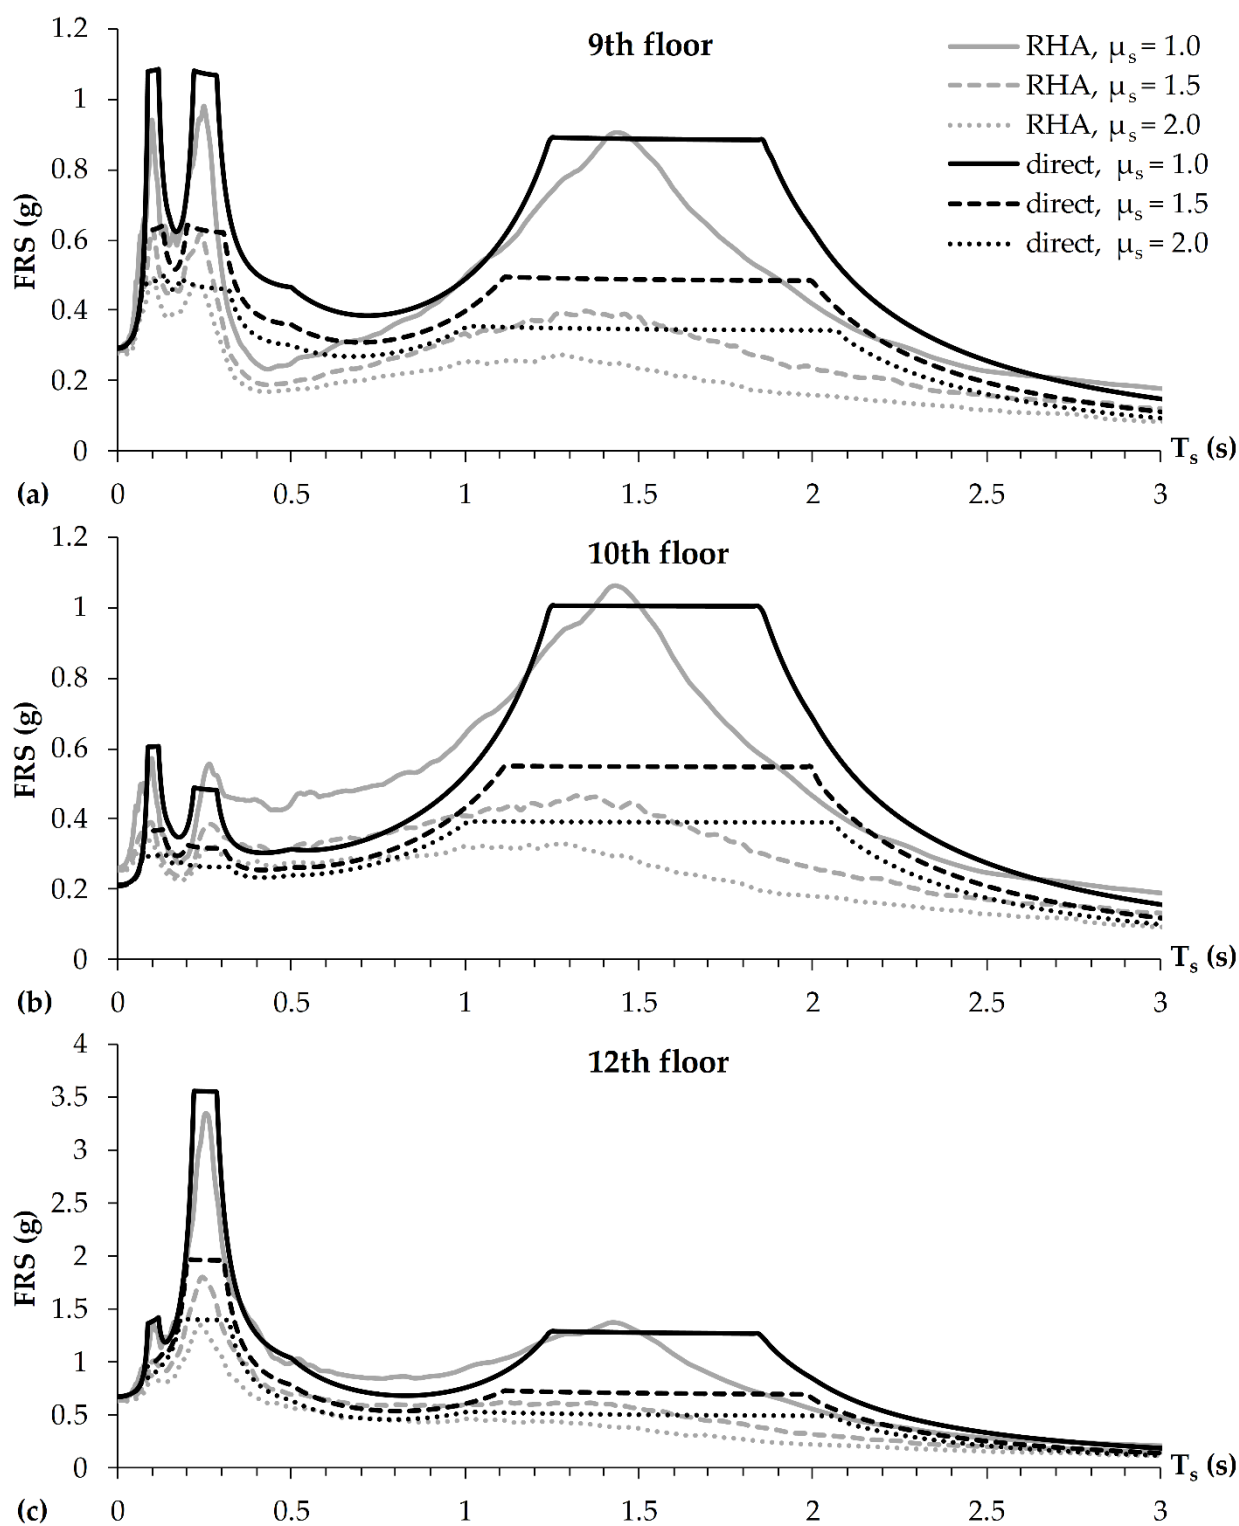 9th floor
RHA, μs = 1.0
RHA, μs = 1.5
RHA, μs = 2.0
direct, μs = 1.0
direct, μs = 1.5
direct, μs = 2.0
FRS (g)
1.2
1
0.8
0.6
0.4
0.2
0
Ts (s)
(a)
0 0.5 1 1.5 2 2.5 3
10th floor
FRS (g)
1.2
1
0.8
0.6
0.4
0.2
0
Ts (s)
(b)
0 0.5 1 1.5 2 2.5 3
12th floor
FRS (g)
4
3.5
3
2.5
2
1.5
1
0.5
0
Ts (s)
(c)
0 0.5 1 1.5 2 2.5 3